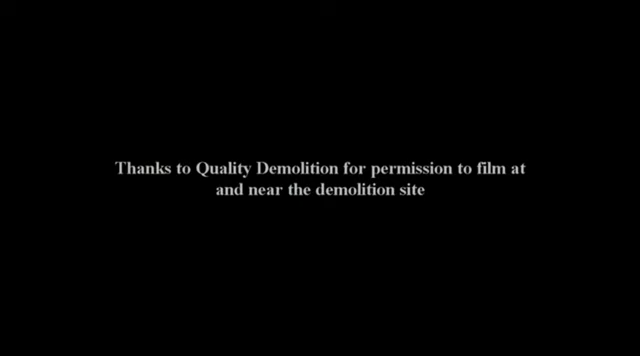 Thanks to Quality Demolition for permission to film at
and near the demolition site